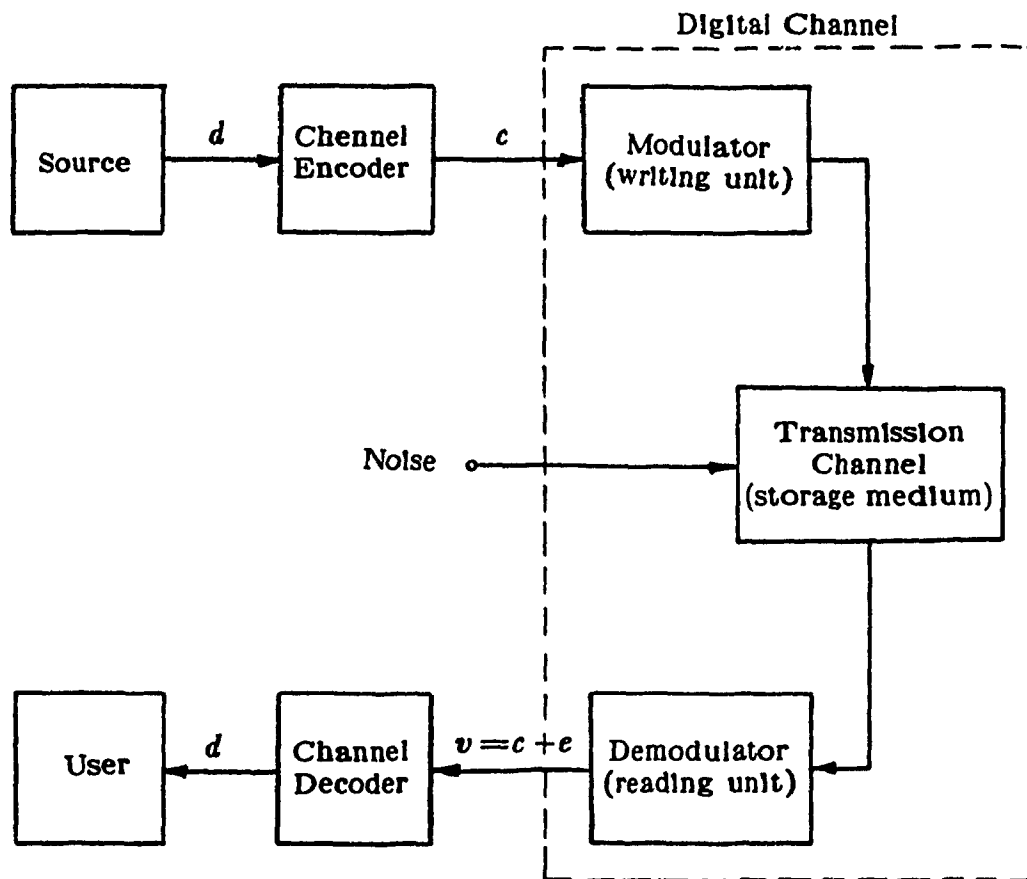 Digital Channel
Source
d
Chennel
Encoder
c
Modulator
(writing unit)
Noise
Transmission
Channel
(storage medium)
User
d
Channel
Decoder
v=c+e
Demodulator
(reading unit)